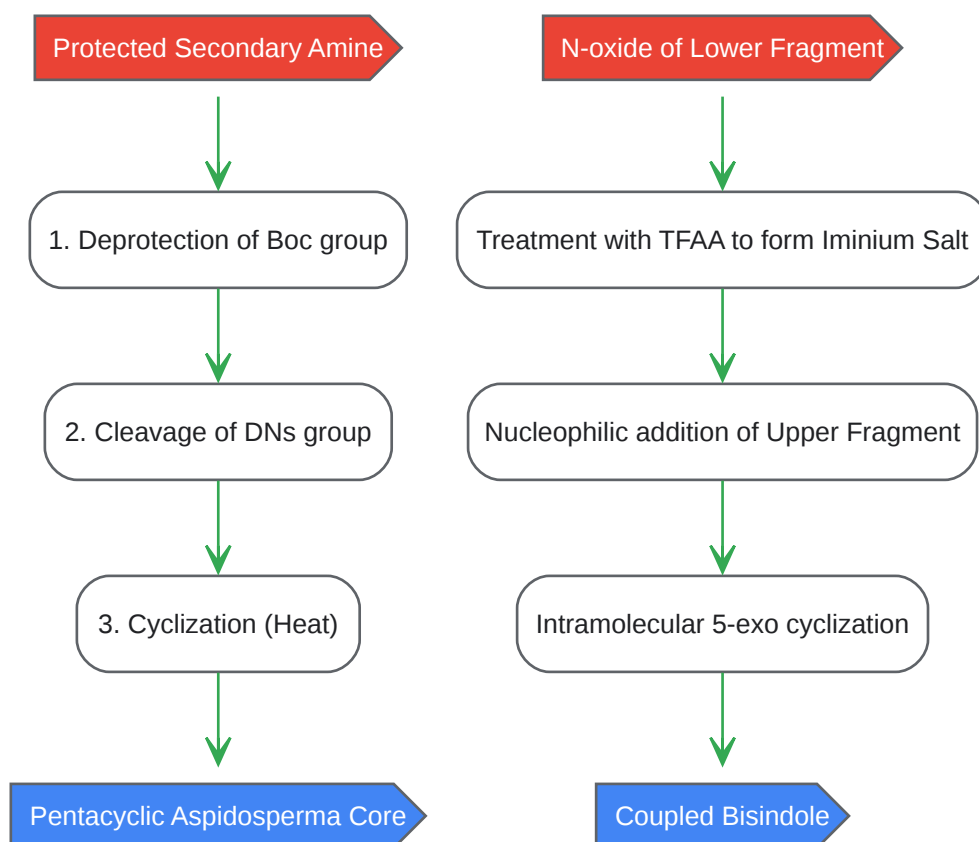 Protected Secondary Amine
1. Deprotection of Boc group
2. Cleavage of DNs group
3. Cyclization (Heat)
Pentacyclic Aspidosperma Core
N-oxide of Lower Fragment
Treatment with TFAA to form Iminium Salt
Nucleophilic addition of Upper Fragment
Intramolecular 5-exo cyclization
Coupled Bisindole